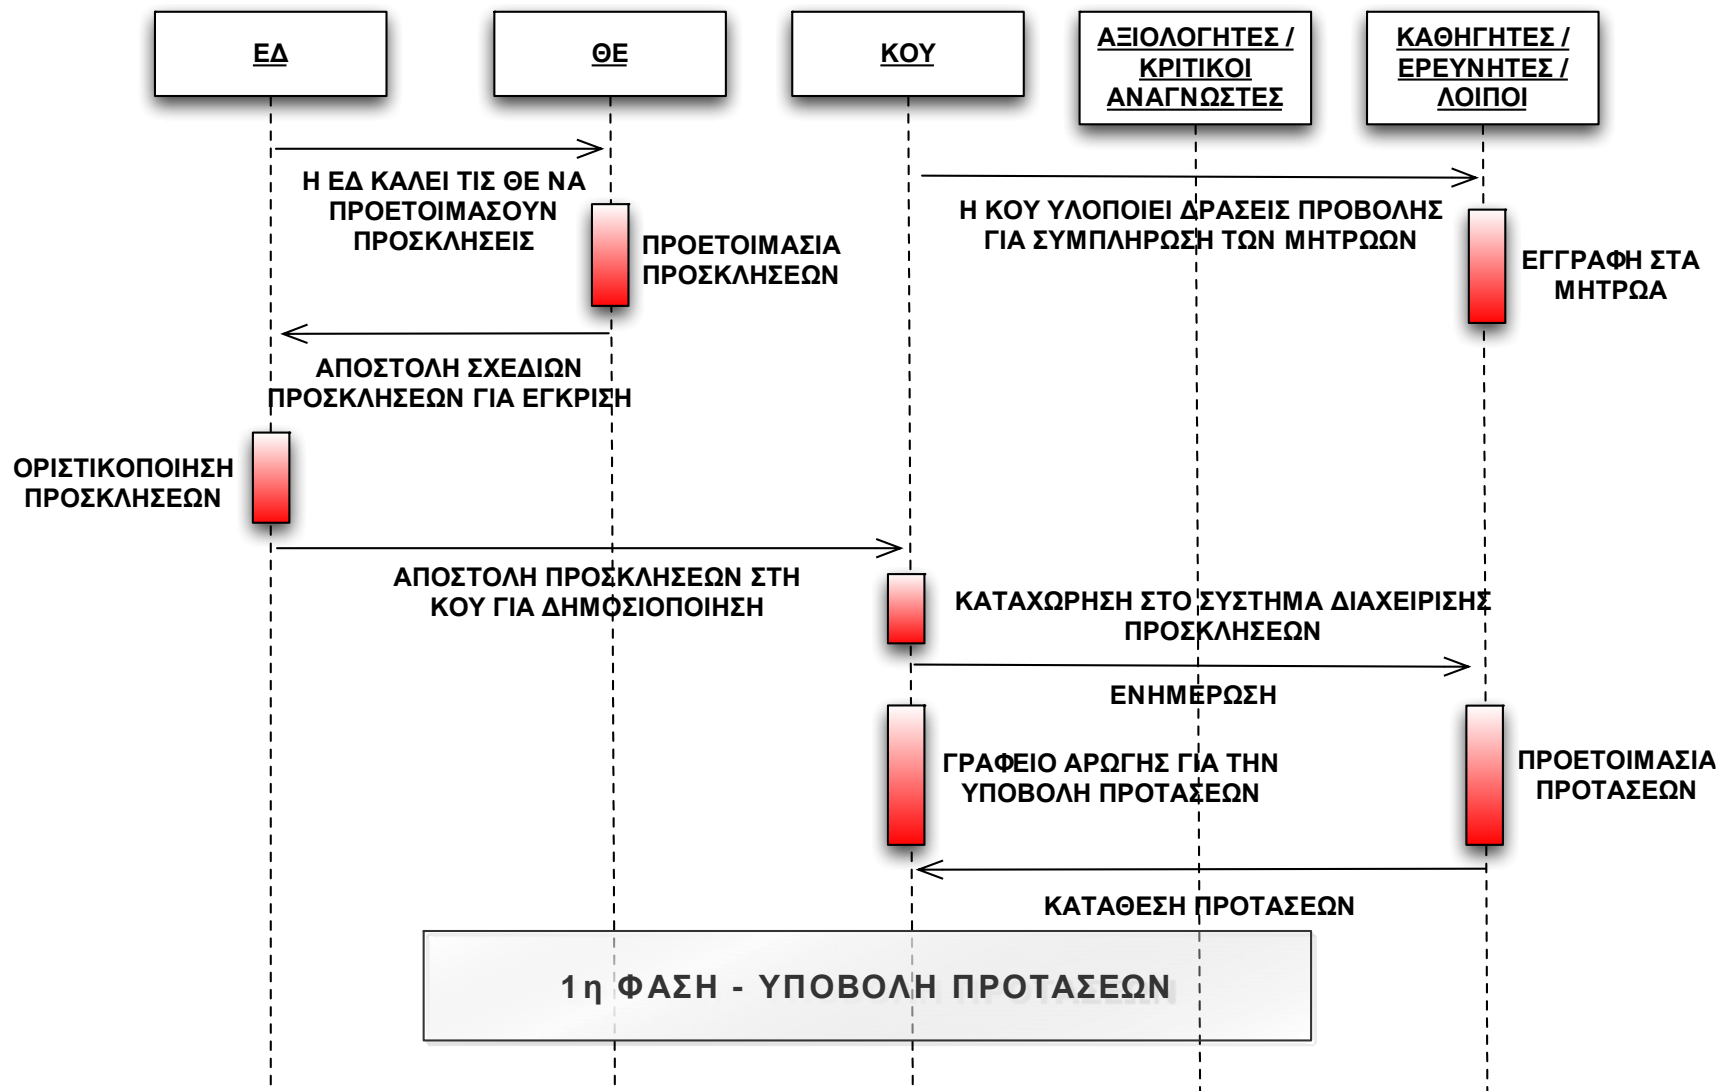 ΕΔ
ΘΕ
ΚΟΥ
ΑΞΙΟΛΟΓΗΤΕΣ /
ΚΡΙΤΙΚΟΙ
ΑΝΑΓΝΩΣΤΕΣ
ΚΑΘΗΓΗΤΕΣ /
ΕΡΕΥΝΗΤΕΣ /
ΛΟΙΠΟΙ
Η ΕΔ ΚΑΛΕΙ ΤΙΣ ΘΕ ΝΑ
ΠΡΟΕΤΟΙΜΑΣΟΥΝ
ΠΡΟΣΚΛΗΣΕΙΣ
Η ΚΟΥ ΥΛΟΠΟΙΕΙ ΔΡΑΣΕΙΣ ΠΡΟΒΟΛΗΣ
ΓΙΑ ΣΥΜΠΛΗΡΩΣΗ ΤΩΝ ΜΗΤΡΩΩΝ
ΠΡΟΕΤΟΙΜΑΣΙΑ
ΠΡΟΣΚΛΗΣΕΩΝ
ΕΓΓΡΑΦΗ ΣΤΑ
ΜΗΤΡΩΑ
ΑΠΟΣΤΟΛΗ ΣΧΕΔΙΩΝ
ΠΡΟΣΚΛΗΣΕΩΝ ΓΙΑ ΕΓΚΡΙΣΗ
ΟΡΙΣΤΙΚΟΠΟΙΗΣΗ
ΠΡΟΣΚΛΗΣΕΩΝ
ΑΠΟΣΤΟΛΗ ΠΡΟΣΚΛΗΣΕΩΝ ΣΤΗ
ΚΟΥ ΓΙΑ ΔΗΜΟΣΙΟΠΟΙΗΣΗ
ΚΑΤΑΧΩΡΗΣΗ ΣΤΟ ΣΥΣΤΗΜΑ ΔΙΑΧΕΙΡΙΣΗΣ
ΠΡΟΣΚΛΗΣΕΩΝ
ΕΝΗΜΕΡΩΣΗ
ΓΡΑΦΕΙΟ ΑΡΩΓΗΣ ΓΙΑ ΤΗΝ
ΥΠΟΒΟΛΗ ΠΡΟΤΑΣΕΩΝ
ΠΡΟΕΤΟΙΜΑΣΙΑ
ΠΡΟΤΑΣΕΩΝ
ΚΑΤΑΘΕΣΗ ΠΡΟΤΑΣΕΩΝ
1η ΦΑΣΗ - ΥΠΟΒΟΛΗ ΠΡΟΤΑΣΕΩΝ